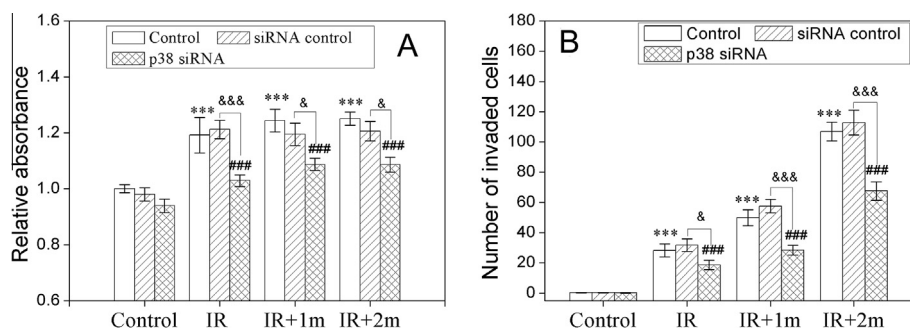 A
Control
siRNA control
p38 siRNA
Relative absorbance
1.6
1.4
1.2
1.0
0.8
0.6
*** &&& ###
*** & ###
*** & ###
Control IR IR+1m IR+2m
B
Control
siRNA control
p38 siRNA
Number of invaded cells
180
160
140
120
100
80
60
40
20
0
*** & ###
*** &&& ###
*** &&& ###
Control IR IR+1m IR+2m